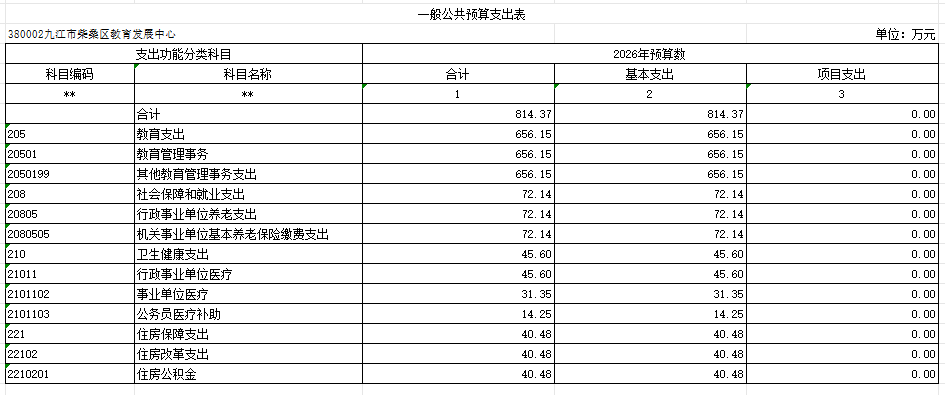 一般公共预算支出表
380002九江市柴桑区教育发展中心 单位：万元
支出功能分类科目 2026年预算数
科目编码 科目名称 合计 基本支出 项目支出
** ** 1 2 3
合计 814.37 814.37 0.00
205 教育支出 656.15 656.15 0.00
20501 教育管理事务 656.15 656.15 0.00
2050199 其他教育管理事务支出 656.15 656.15 0.00
208 社会保障和就业支出 72.14 72.14 0.00
20805 行政事业单位养老支出 72.14 72.14 0.00
2080505 机关事业单位基本养老保险缴费支出 72.14 72.14 0.00
210 卫生健康支出 45.60 45.60 0.00
21011 行政事业单位医疗 45.60 45.60 0.00
2101102 事业单位医疗 31.35 31.35 0.00
2101103 公务员医疗补助 14.25 14.25 0.00
221 住房保障支出 40.48 40.48 0.00
22102 住房改革支出 40.48 40.48 0.00
2210201 住房公积金 40.48 40.48 0.00